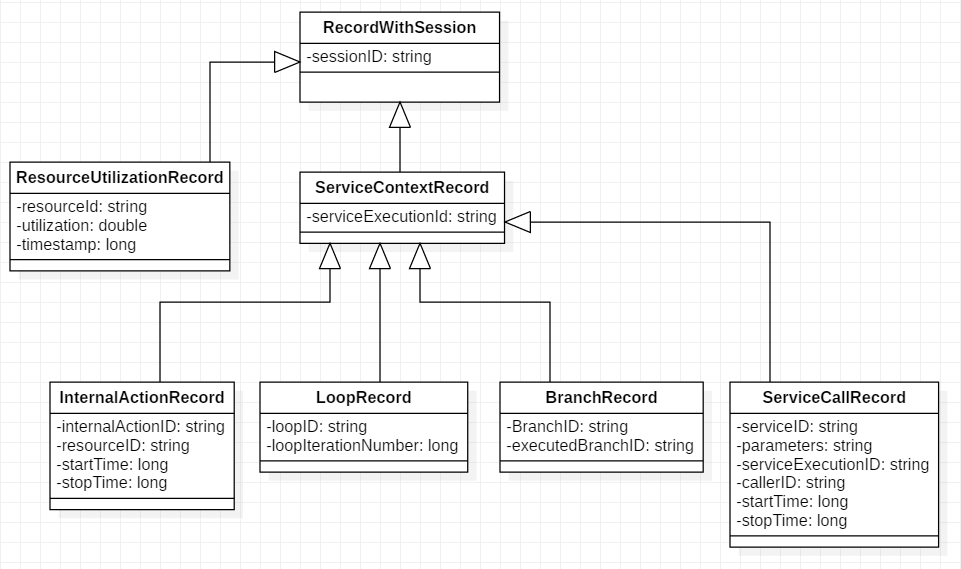 RecordWithSession
-sessionID: string
ResourceUtilizationRecord
-resourceId: string
-utilization: double
-timestamp: long
ServiceContextRecord
-serviceExecutionId: string
InternalActionRecord
-internalActionID: string
-resourceID: string
-startTime: long
-stopTime: long
LoopRecord
-loopID: string
-loopIterationNumber: long
BranchRecord
-BranchID: string
-executedBranchID: string
ServiceCallRecord
-serviceID: string
-parameters: string
-serviceExecutionID: string
-callerID: string
-startTime: long
-stopTime: long